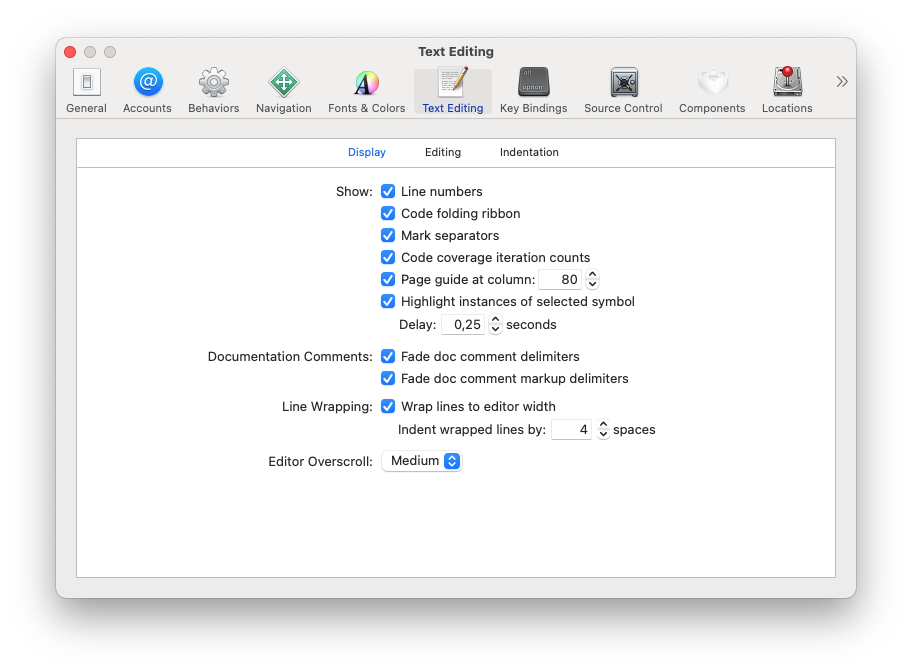 Text Editing
General Accounts Behaviors Navigation Fonts & Colors Text Editing Key Bindings Source Control Components Locations
Display Editing Indentation
Show: Line numbers
Code folding ribbon
Mark separators
Code coverage iteration counts
Page guide at column: 80
Highlight instances of selected symbol
Delay: 0,25 seconds
Documentation Comments: Fade doc comment delimiters
Fade doc comment markup delimiters
Line Wrapping: Wrap lines to editor width
Indent wrapped lines by: 4 spaces
Editor Overscroll: Medium